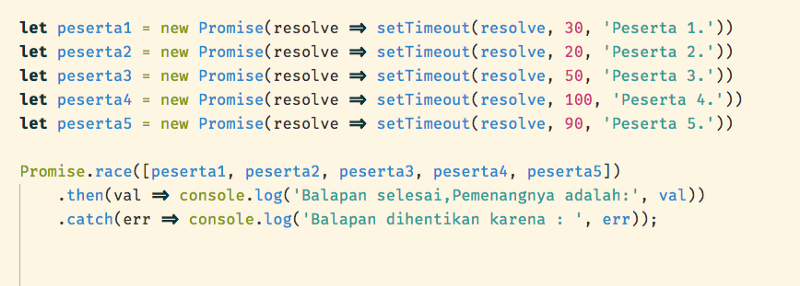 let peserta1 = new Promise(resolve => setTimeout(resolve, 30, 'Peserta 1.'))
let peserta2 = new Promise(resolve => setTimeout(resolve, 20, 'Peserta 2.'))
let peserta3 = new Promise(resolve => setTimeout(resolve, 50, 'Peserta 3.'))
let peserta4 = new Promise(resolve => setTimeout(resolve, 100, 'Peserta 4.'))
let peserta5 = new Promise(resolve => setTimeout(resolve, 90, 'Peserta 5.'))
Promise.race([peserta1, peserta2, peserta3, peserta4, peserta5])
.then(val => console.log('Balapan selesai,Pemenangnya adalah:', val))
.catch(err => console.log('Balapan dihentikan karena : ', err));